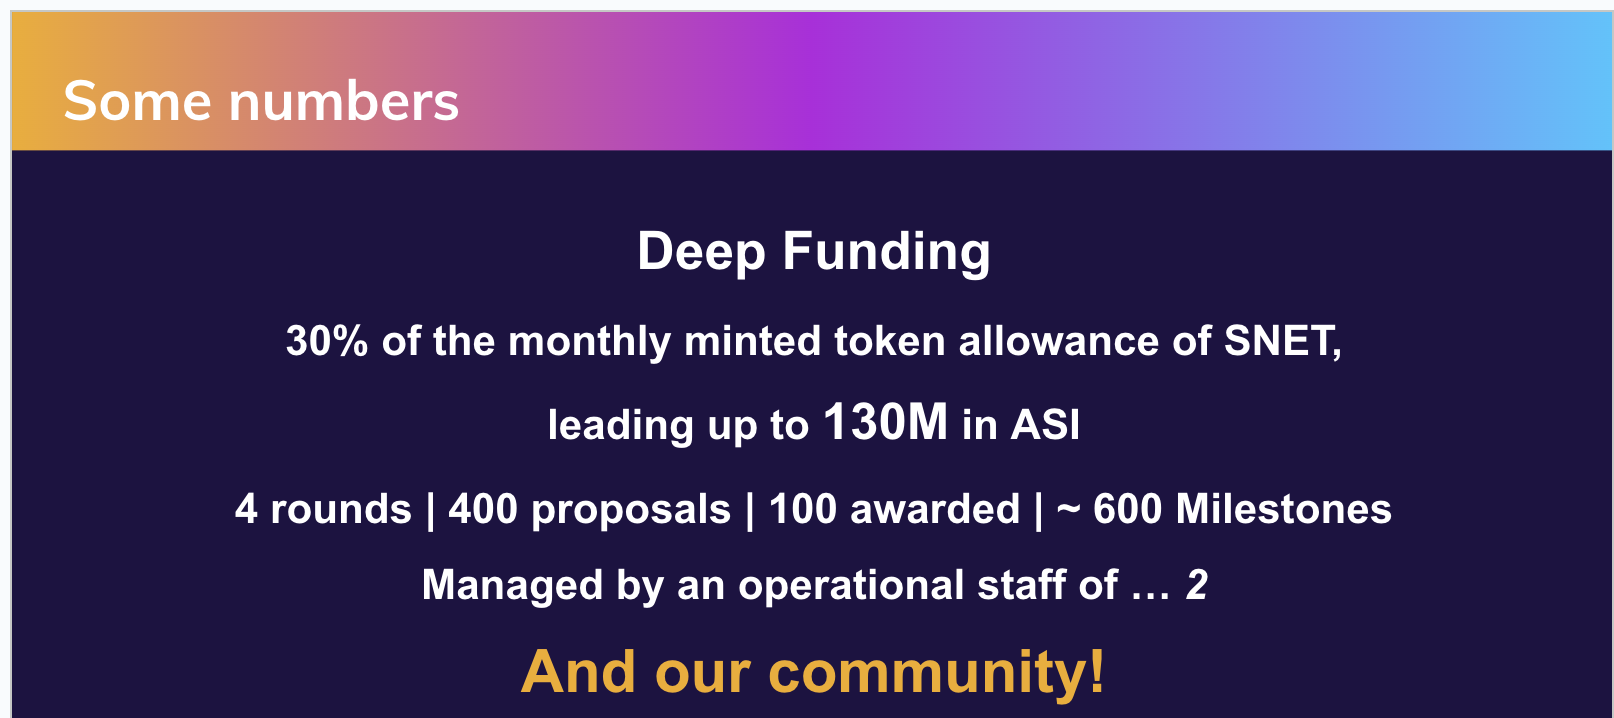 Some numbers
Deep Funding
30% of the monthly minted token allowance of SNET,
leading up to 130M in ASI
4 rounds | 400 proposals | 100 awarded | ~ 600 Milestones
Managed by an operational staff of … 2
And our community!